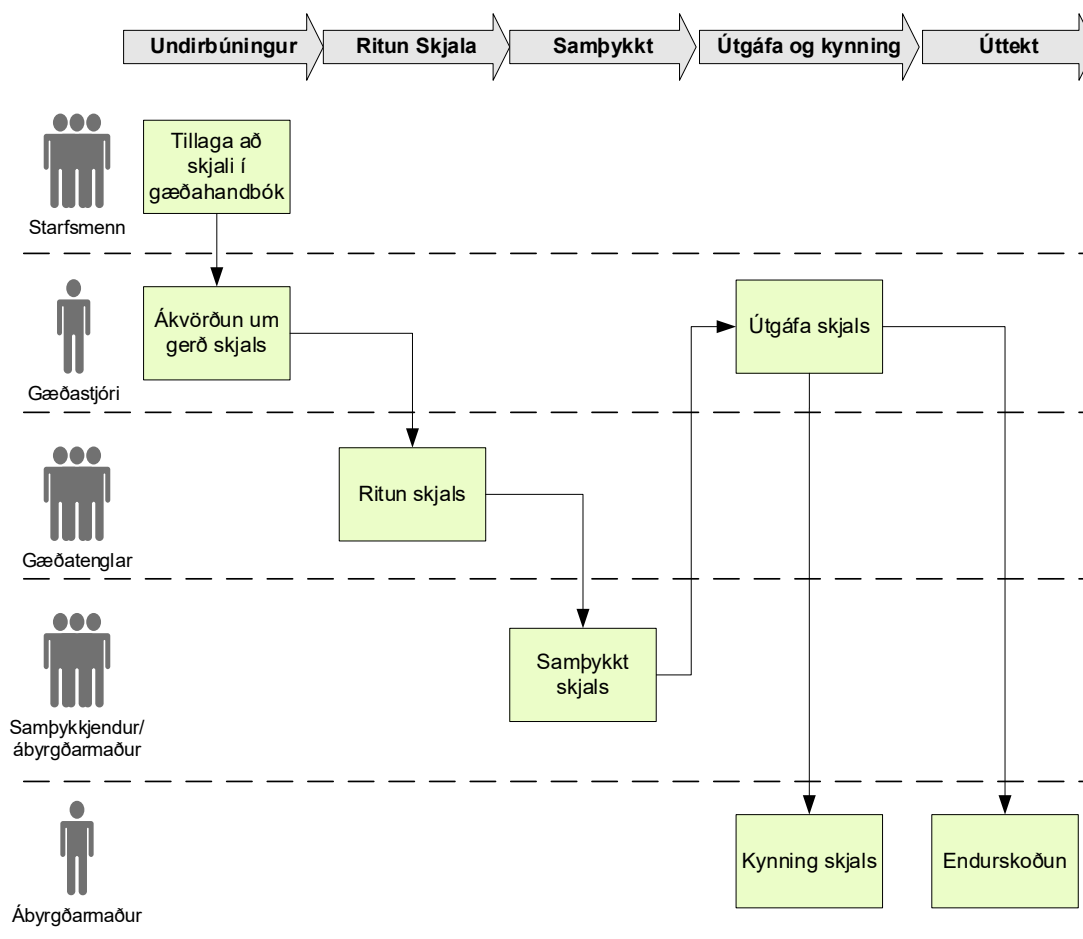 Undirbúningur
Ritun Skjala
Samþykkt
Útgáfa og kynning
Úttekt
Starfsmenn
Tillaga að
skjali í
gæðahandbók
Gæðastjóri
Ákvörðun um
gerð skjals
Útgáfa skjals
Gæðatenglar
Ritun skjals
Samþykkjendur/
ábyrgðarmaður
Samþykkt
skjals
Ábyrgðarmaður
Kynning skjals
Endurskoðun